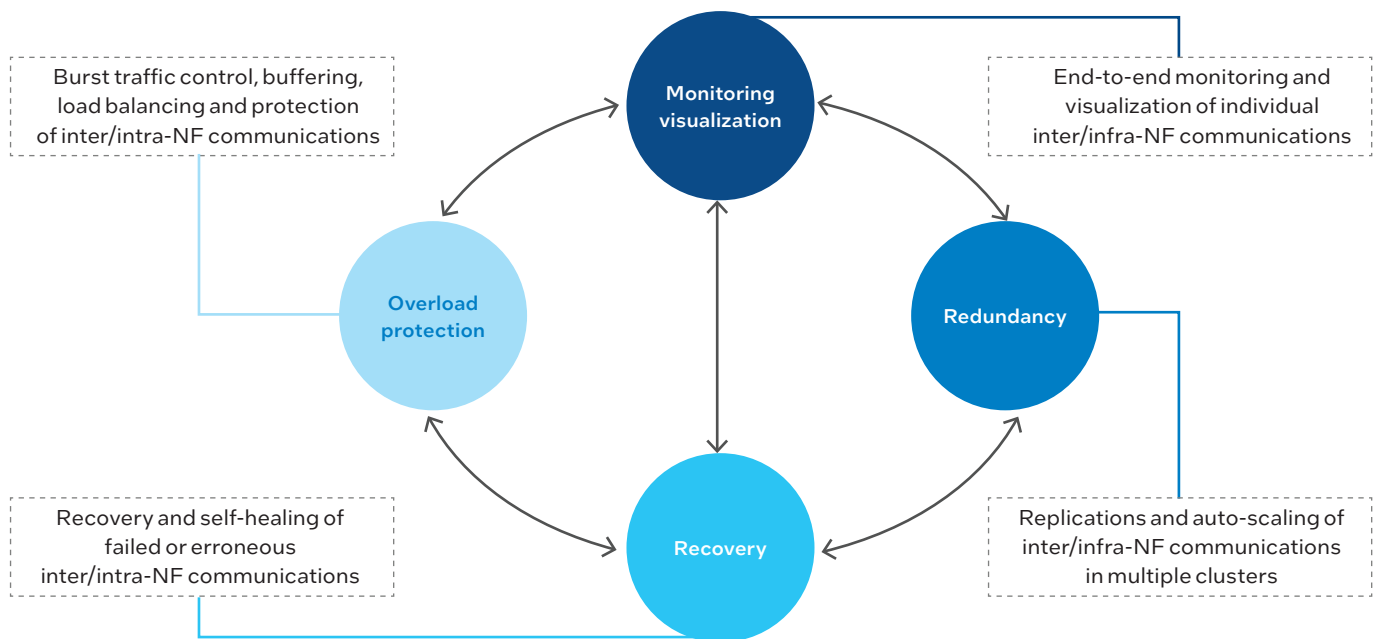 Monitoring
visualization
Burst traffic control, buffering,
load balancing and protection
of inter/intra-NF communications
End-to-end monitoring and
visualization of individual
inter/infra-NF communications
Overload
protection
Redundancy
Recovery and self-healing of
failed or erroneous
inter/intra-NF communications
Recovery
Replications and auto-scaling of
inter/infra-NF communications
in multiple clusters